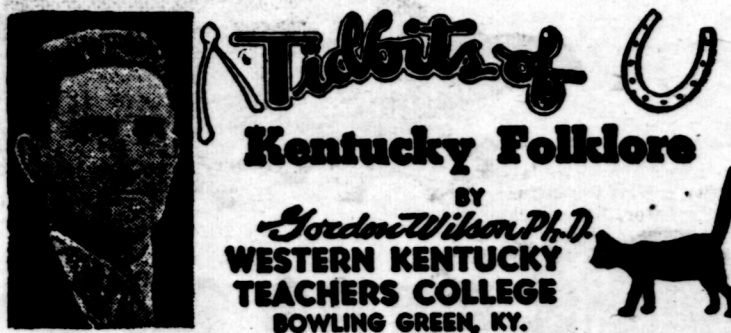 Tidbits of
Kentucky Folklore
BY
Gordon Wilson, Ph.D.
WESTERN KENTUCKY
TEACHERS COLLEGE
BOWLING GREEN, KY.